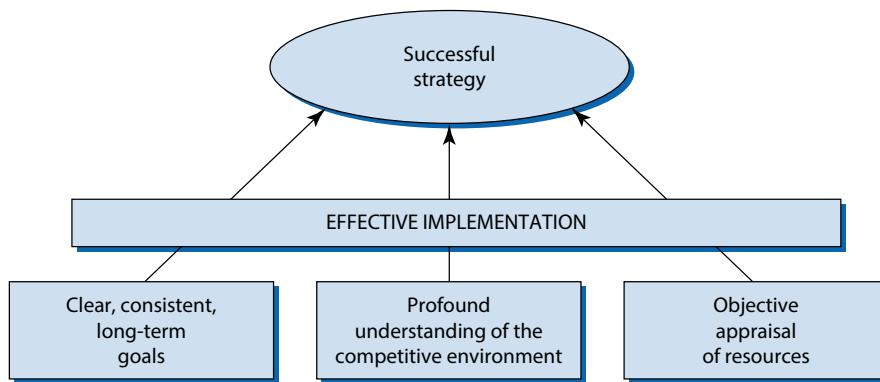 Successful
strategy
EFFECTIVE IMPLEMENTATION
Clear, consistent,
long-term
goals
Profound
understanding of the
competitive environment
Objective
appraisal
of resources